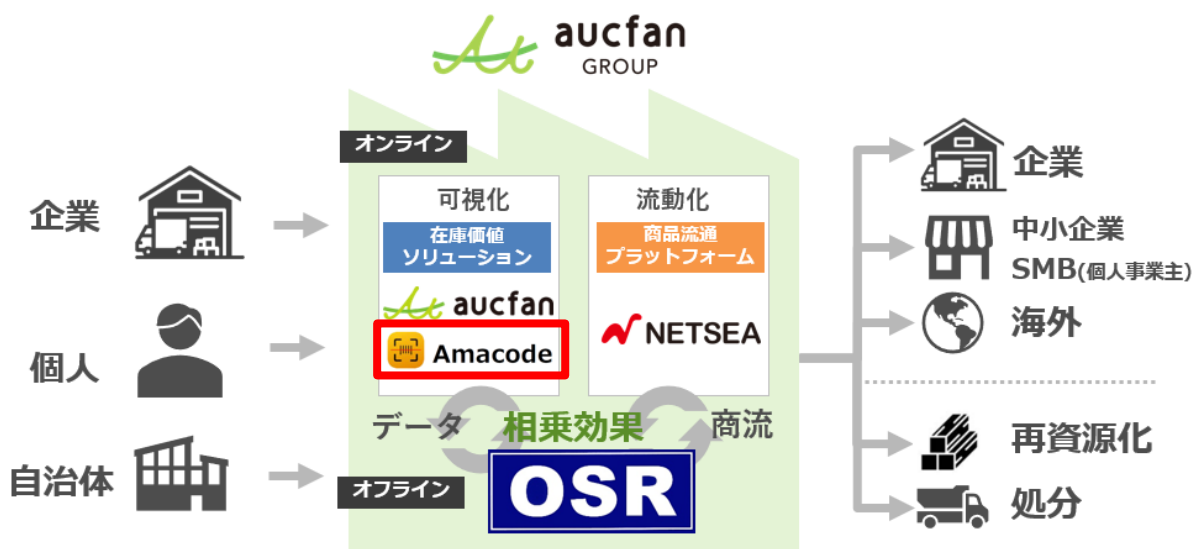 aucfan
GROUP
オンライン
企業
個人
自治体
可視化
在庫価値
ソリューション
aucfan
Amacode
流動化
商品流通
プラットフォーム
NETSEA
データ
相乗効果
商流
オフライン
OSR
企業
中小企業
SMB(個人事業主)
海外
再資源化
処分